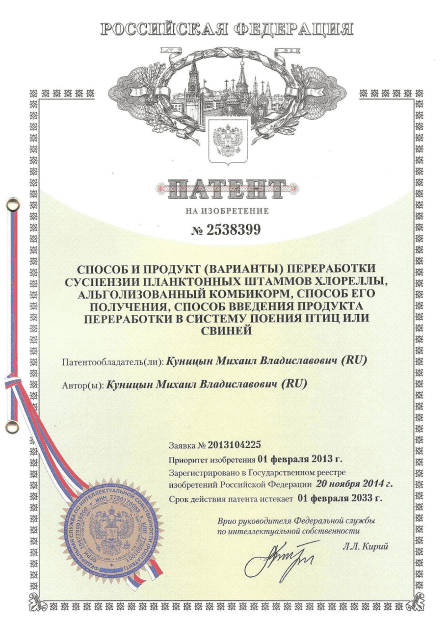 РОССИЙСКАЯ ФЕДЕРАЦИЯ
ПАТЕНТ
НА ИЗОБРЕТЕНИЕ
№ 2538399
СПОСОБ И ПРОДУКТ (ВАРИАНТЫ) ПЕРЕРАБОТКИ
СУСПЕНЗИИ ПЛАНКТОННЫХ ШТАММОВ ХЛОРЕЛЛЫ,
АЛЬГОЛИЗОВАННЫЙ КОМБИКОРМ, СПОСОБ ЕГО
ПОЛУЧЕНИЯ, СПОСОБ ВВЕДЕНИЯ ПРОДУКТА
ПЕРЕРАБОТКИ В СИСТЕМУ ПОЕНИЯ ПТИЦ ИЛИ
СВИНЕЙ
Патентообладатель(ли): Куницын Михаил Владиславович (RU)
Автор(ы): Куницын Михаил Владиславович (RU)
Заявка № 2013104225
Приоритет изобретения 01 февраля 2013 г.
Зарегистрировано в Государственном реестре
изобретений Российской Федерации 20 ноября 2014 г.
Срок действия патента истекает 01 февраля 2033 г.
Врио руководителя Федеральной службы
по интеллектуальной собственности
Л.Л. Кирий